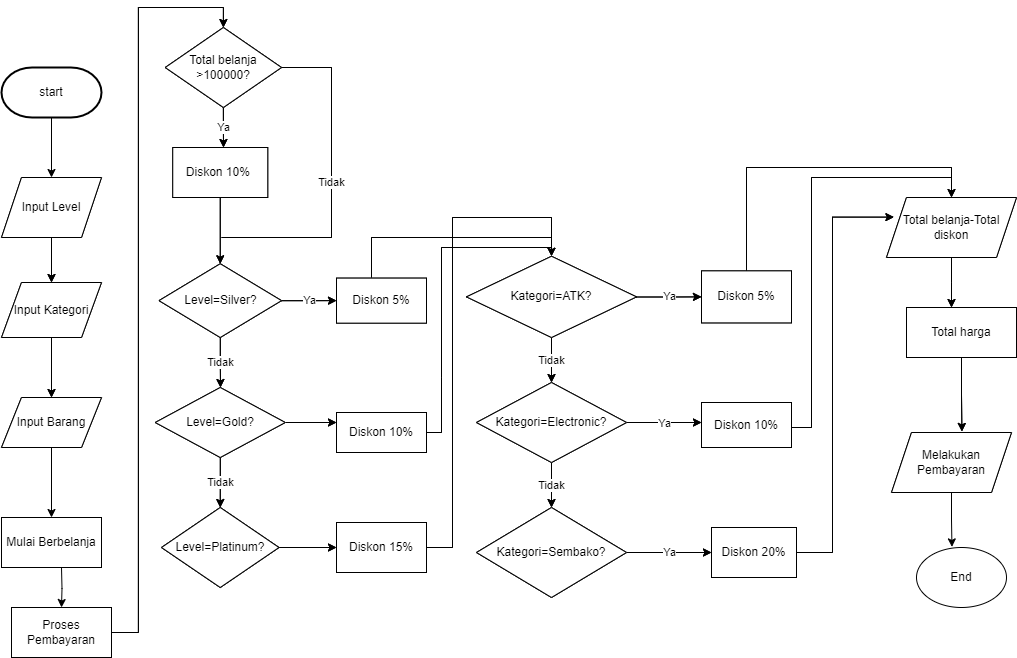 start
Input Level
Input Kategori
Input Barang
Mulai Berbelanja
Proses
Pembayaran
Total belanja
>100000?
Ya
Tidak
Diskon 10%
Level=Silver?
Ya
Diskon 5%
Tidak
Level=Gold?
Diskon 10%
Tidak
Level=Platinum?
Diskon 15%
Kategori=ATK?
Ya
Diskon 5%
Tidak
Kategori=Electronic?
Ya
Diskon 10%
Tidak
Kategori=Sembako?
Ya
Diskon 20%
Total belanja-Total
diskon
Total harga
Melakukan
Pembayaran
End